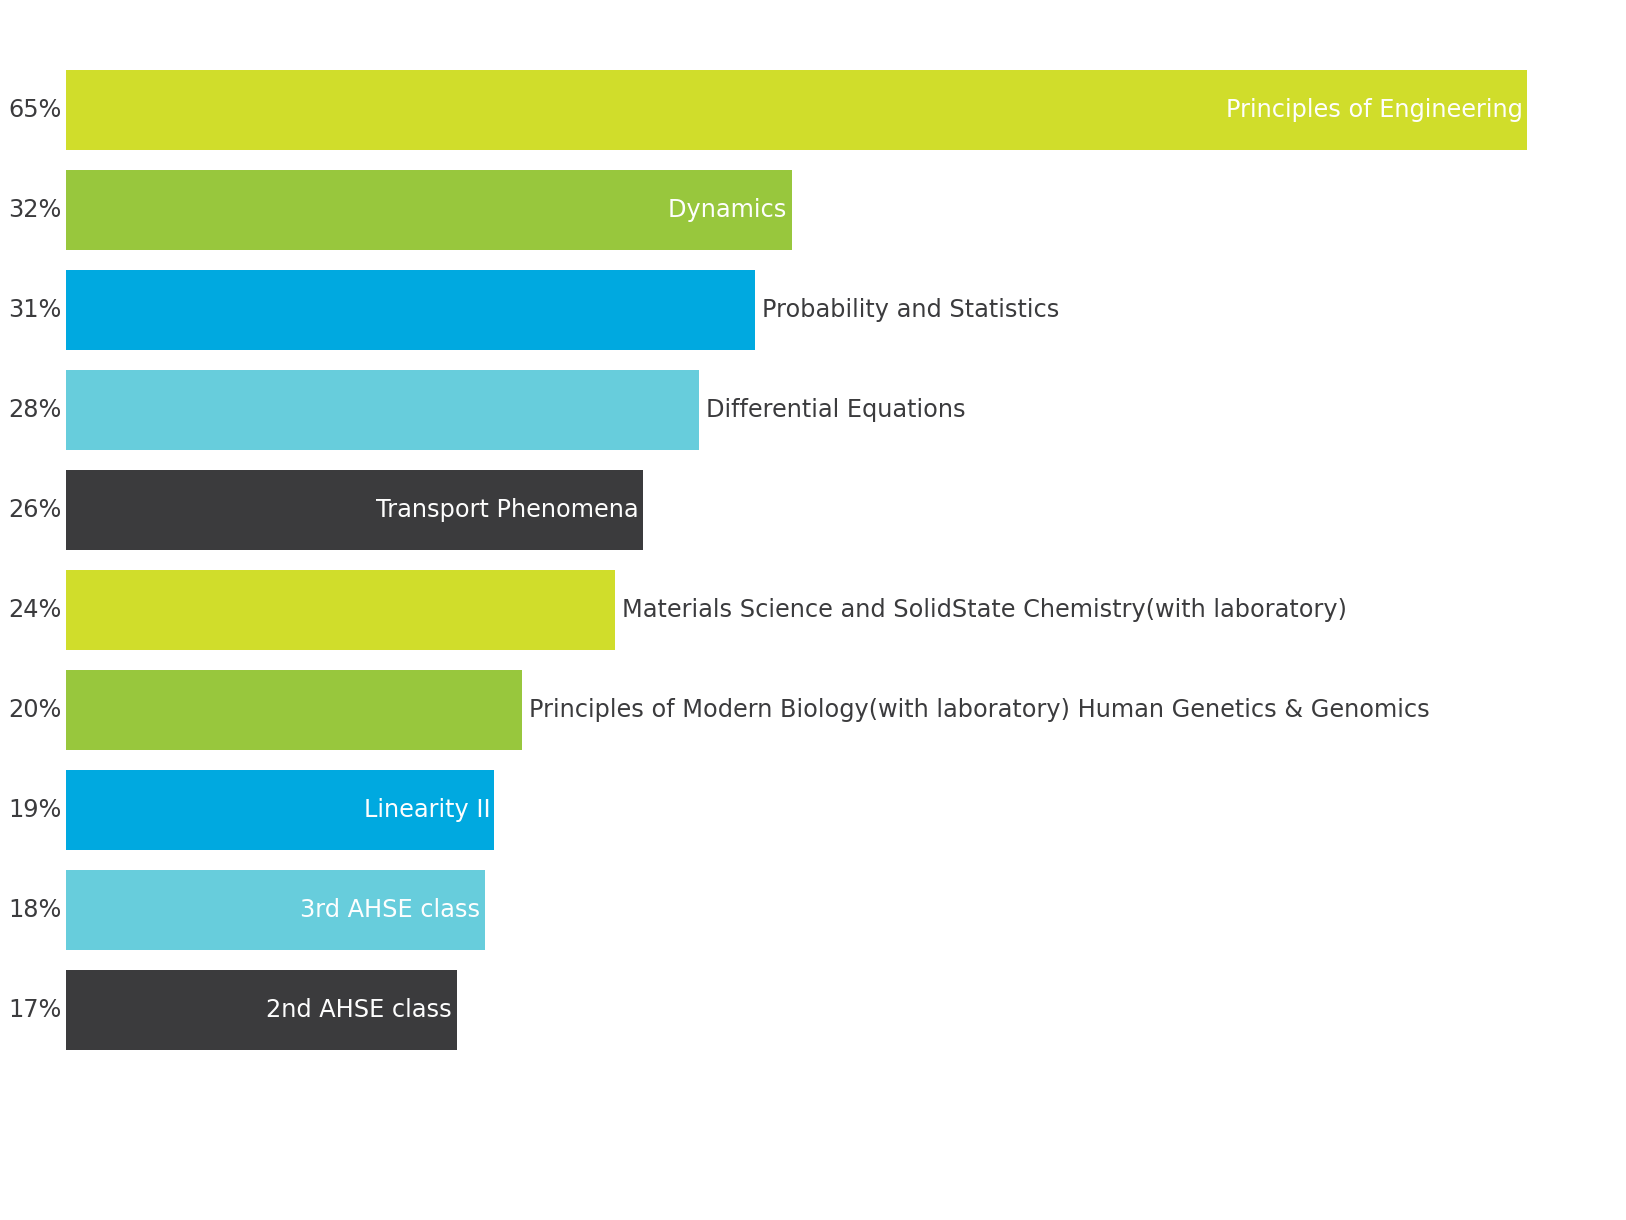 65% Principles of Engineering
32% Dynamics
31% Probability and Statistics
28% Differential Equations
26% Transport Phenomena
24% Materials Science and SolidState Chemistry(with laboratory)
20% Principles of Modern Biology(with laboratory) Human Genetics & Genomics
19% Linearity II
18% 3rd AHSE class
17% 2nd AHSE class